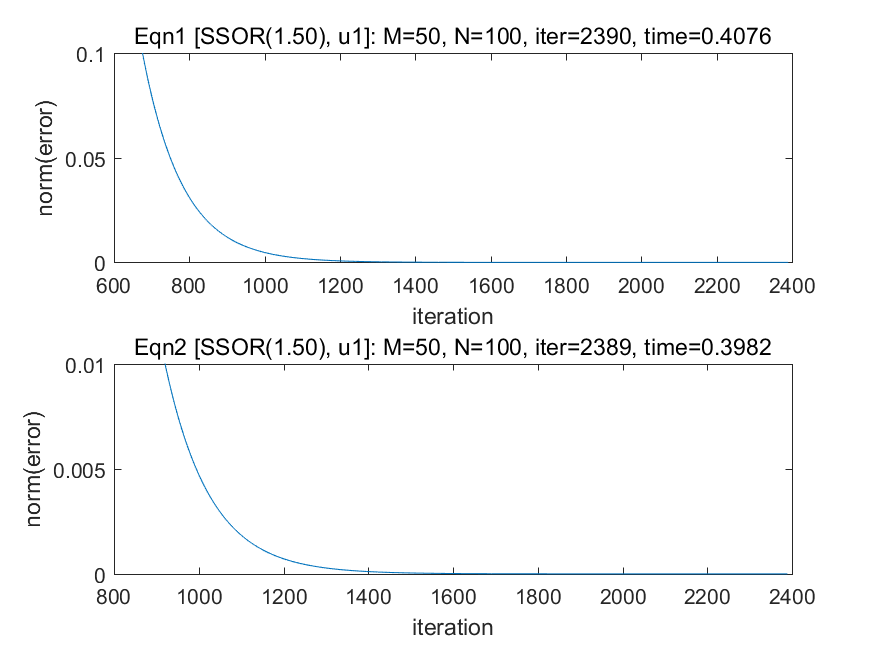 Eqn1 [SSOR(1.50), u1]: M=50, N=100, iter=2390, time=0.4076
0.1
0.05
0
norm(error)
600 800 1000 1200 1400 1600 1800 2000 2200 2400
iteration
Eqn2 [SSOR(1.50), u1]: M=50, N=100, iter=2389, time=0.3982
0.01
0.005
0
norm(error)
800 1000 1200 1400 1600 1800 2000 2200 2400
iteration